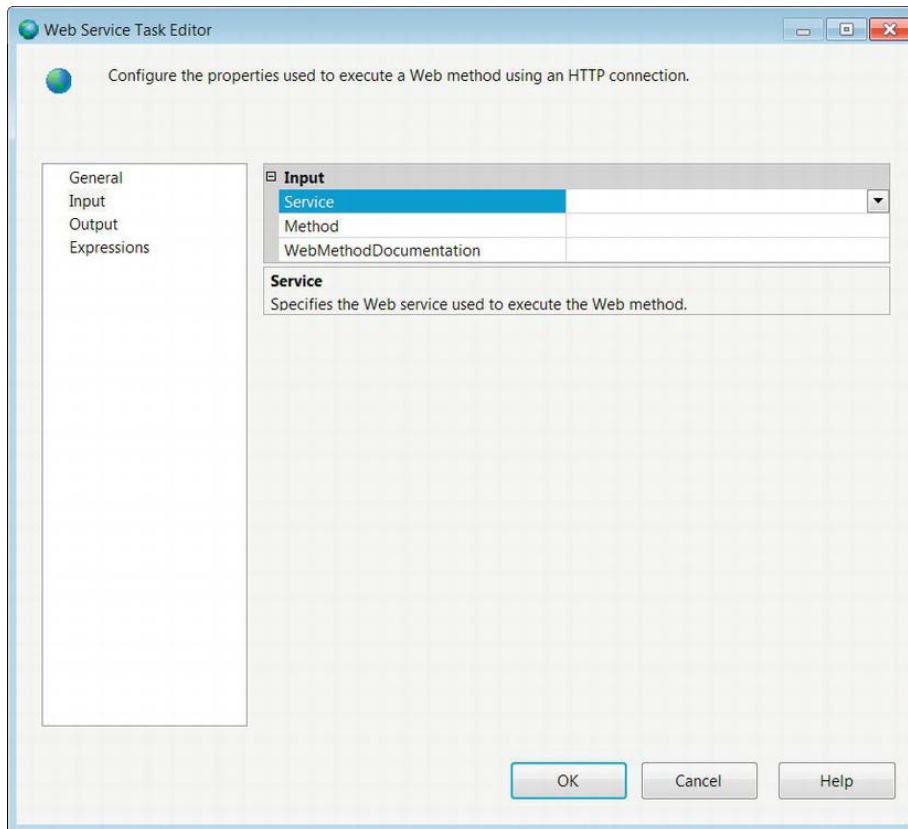 Web Service Task Editor
Configure the properties used to execute a Web method using an HTTP connection.
General
Input
Output
Expressions
Input
Service
Method
WebMethodDocumentation
Service
Specifies the Web service used to execute the Web method.
OK
Cancel
Help